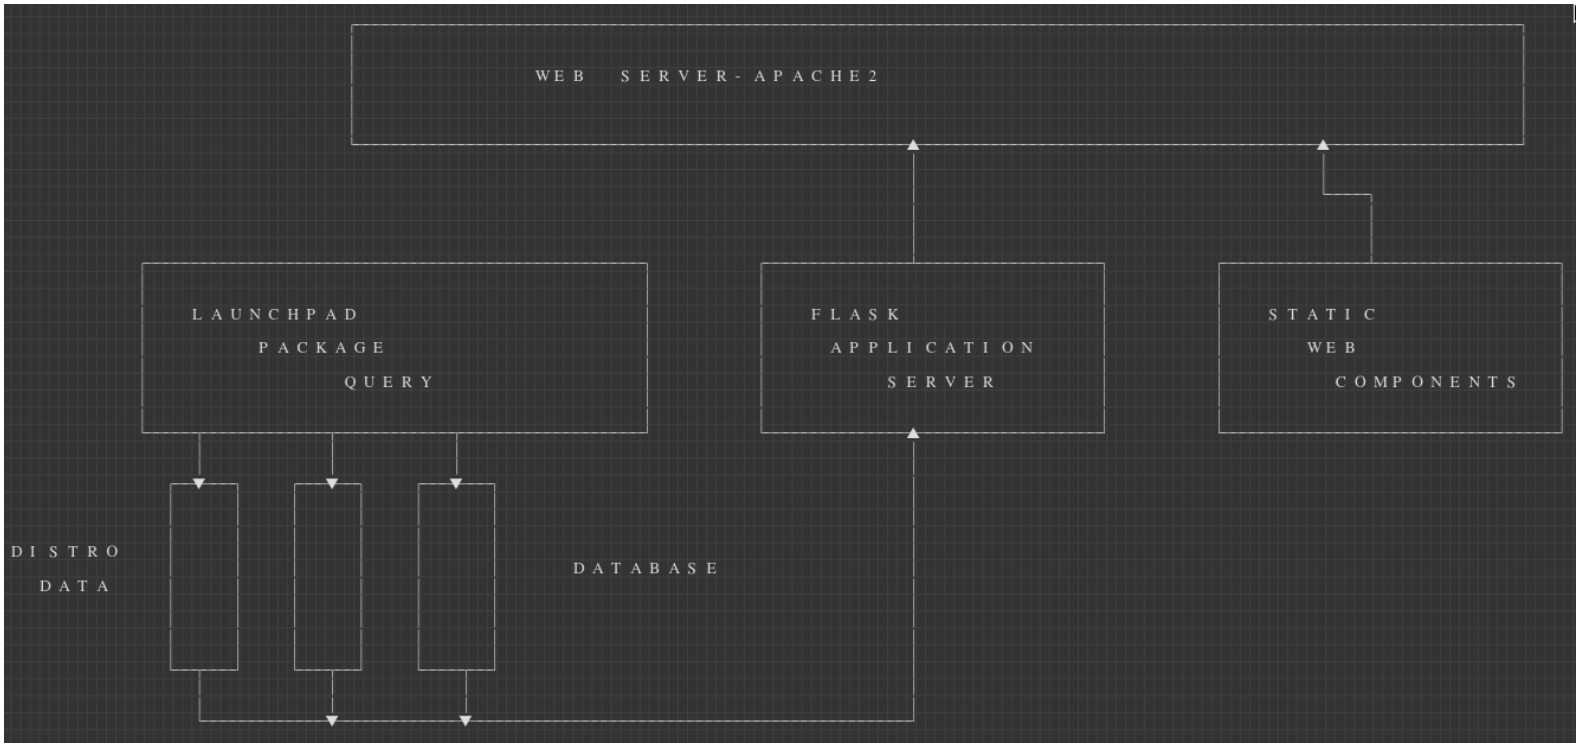 WEB SERVER-APACHE2
LAUNCHPAD
PACKAGE
QUERY
FLASK
APPLICATION
SERVER
STATIC
WEB
COMPONENTS
DISTRO
DATA
DATABASE